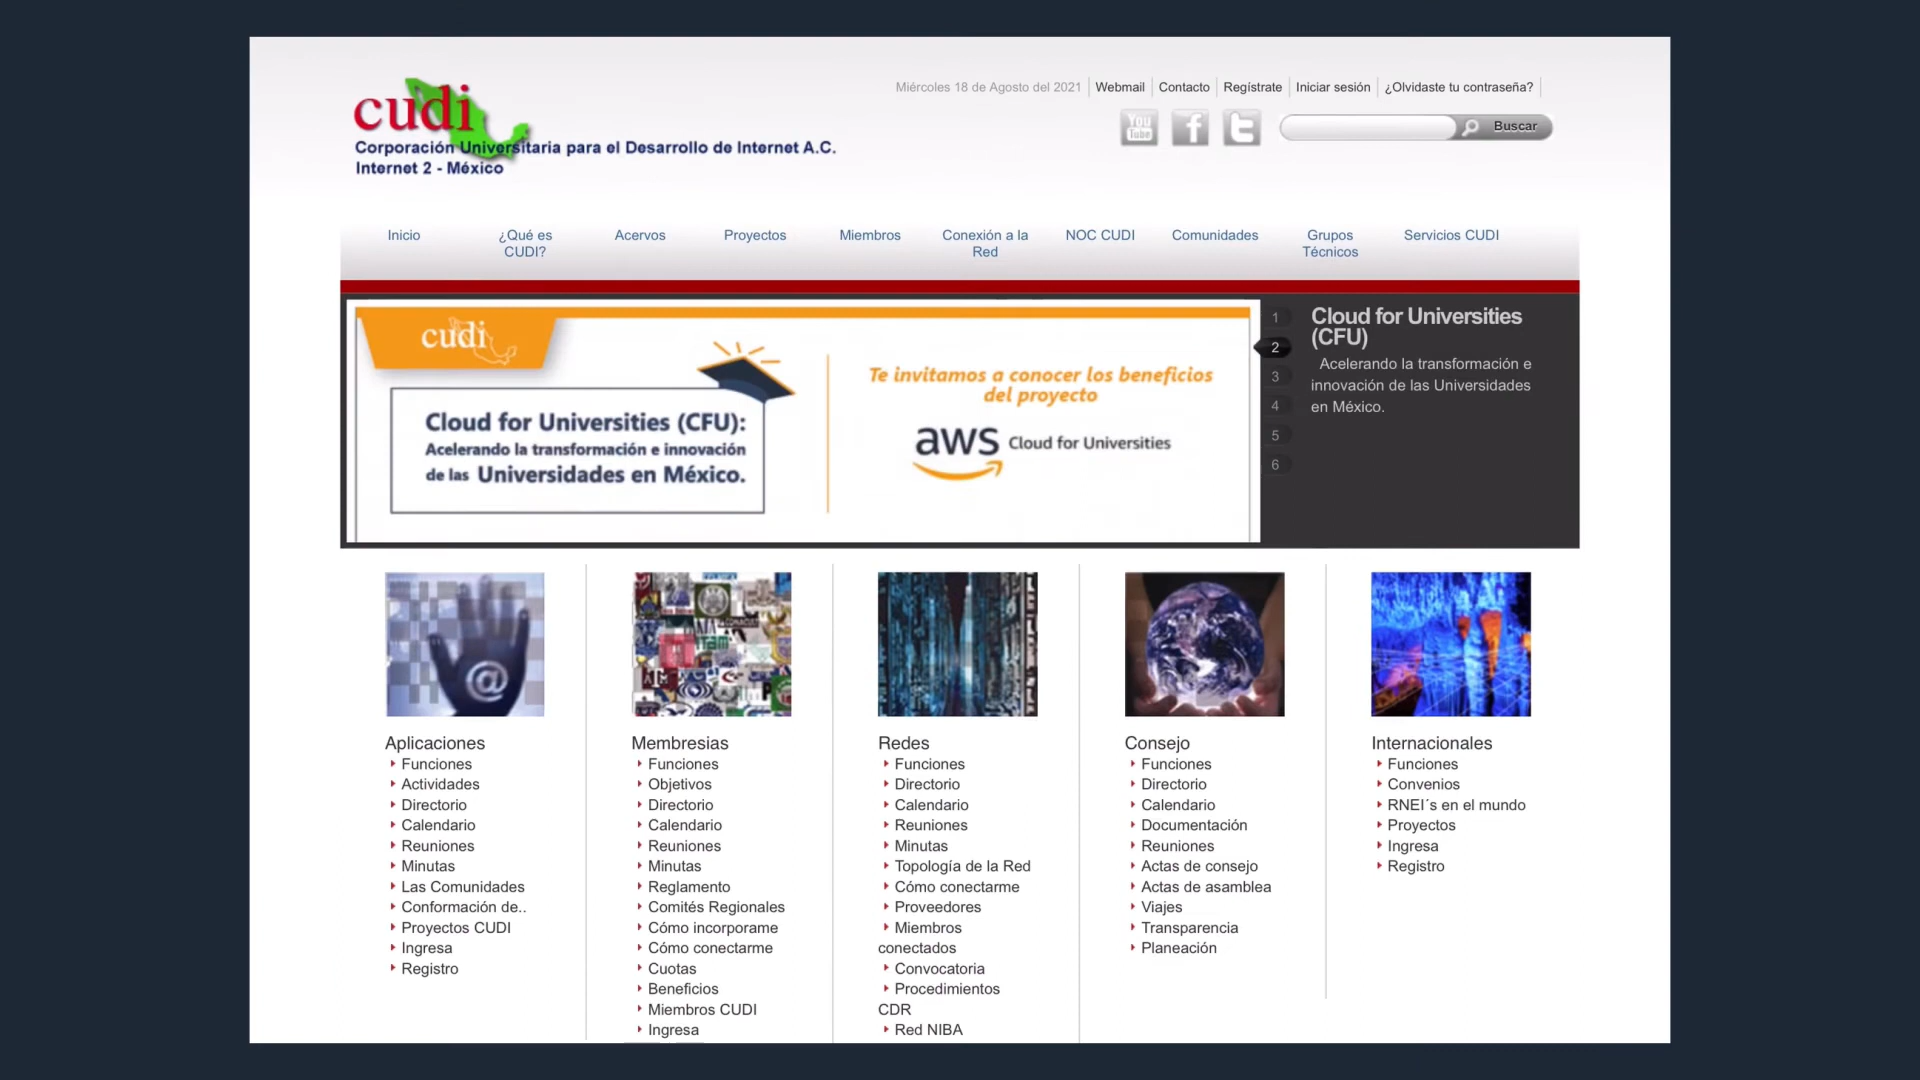 cudi
Corporación Universitaria para el Desarrollo de Internet A.C.
Internet 2 - México
Miércoles 18 de Agosto del 2021
Webmail
Contacto
Regístrate
Iniciar sesión
¿Olvidaste tu contraseña?
You
Tube
Buscar
Inicio
¿Qué es
CUDI?
Acervos
Proyectos
Miembros
Conexión a la
Red
NOC CUDI
Comunidades
Grupos
Técnicos
Servicios CUDI
cudi
Cloud for Universities (CFU):
Acelerando la transformación e innovación
de las Universidades en México.
Te invitamos a conocer los beneficios
del proyecto
aws Cloud for Universities
1
2
3
4
5
6
Cloud for Universities
(CFU)
Acelerando la transformación e
innovación de las Universidades
en México.
Aplicaciones
Funciones
Actividades
Directorio
Calendario
Reuniones
Minutas
Las Comunidades
Conformación de..
Proyectos CUDI
Ingresa
Registro
Membresias
Funciones
Objetivos
Directorio
Calendario
Reuniones
Minutas
Reglamento
Comités Regionales
Cómo incorporame
Cómo conectarme
Cuotas
Beneficios
Miembros CUDI
Ingresa
Redes
Funciones
Directorio
Calendario
Reuniones
Minutas
Topología de la Red
Cómo conectarme
Proveedores
Miembros
conectados
Convocatoria
Procedimientos
CDR
Red NIBA
Consejo
Funciones
Directorio
Calendario
Documentación
Reuniones
Actas de consejo
Actas de asamblea
Viajes
Transparencia
Planeación
Internacionales
Funciones
Convenios
RNEI´s en el mundo
Proyectos
Ingresa
Registro